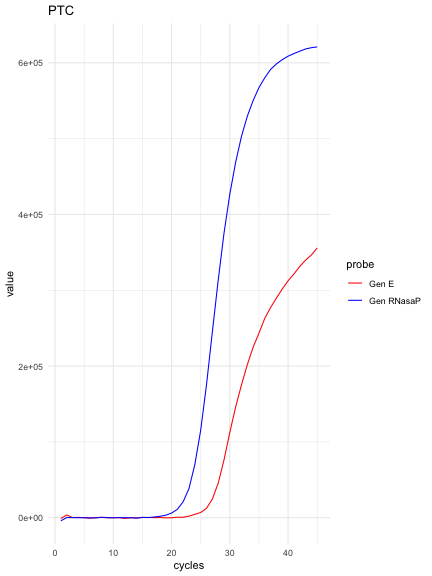 PTC
6e+05
4e+05
2e+05
0e+00
0
10
20
30
40
cycles
value
probe
Gen E
Gen RNasaP